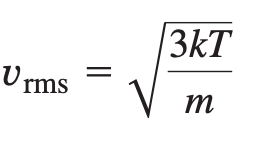 v_rms = √(3kT/m)